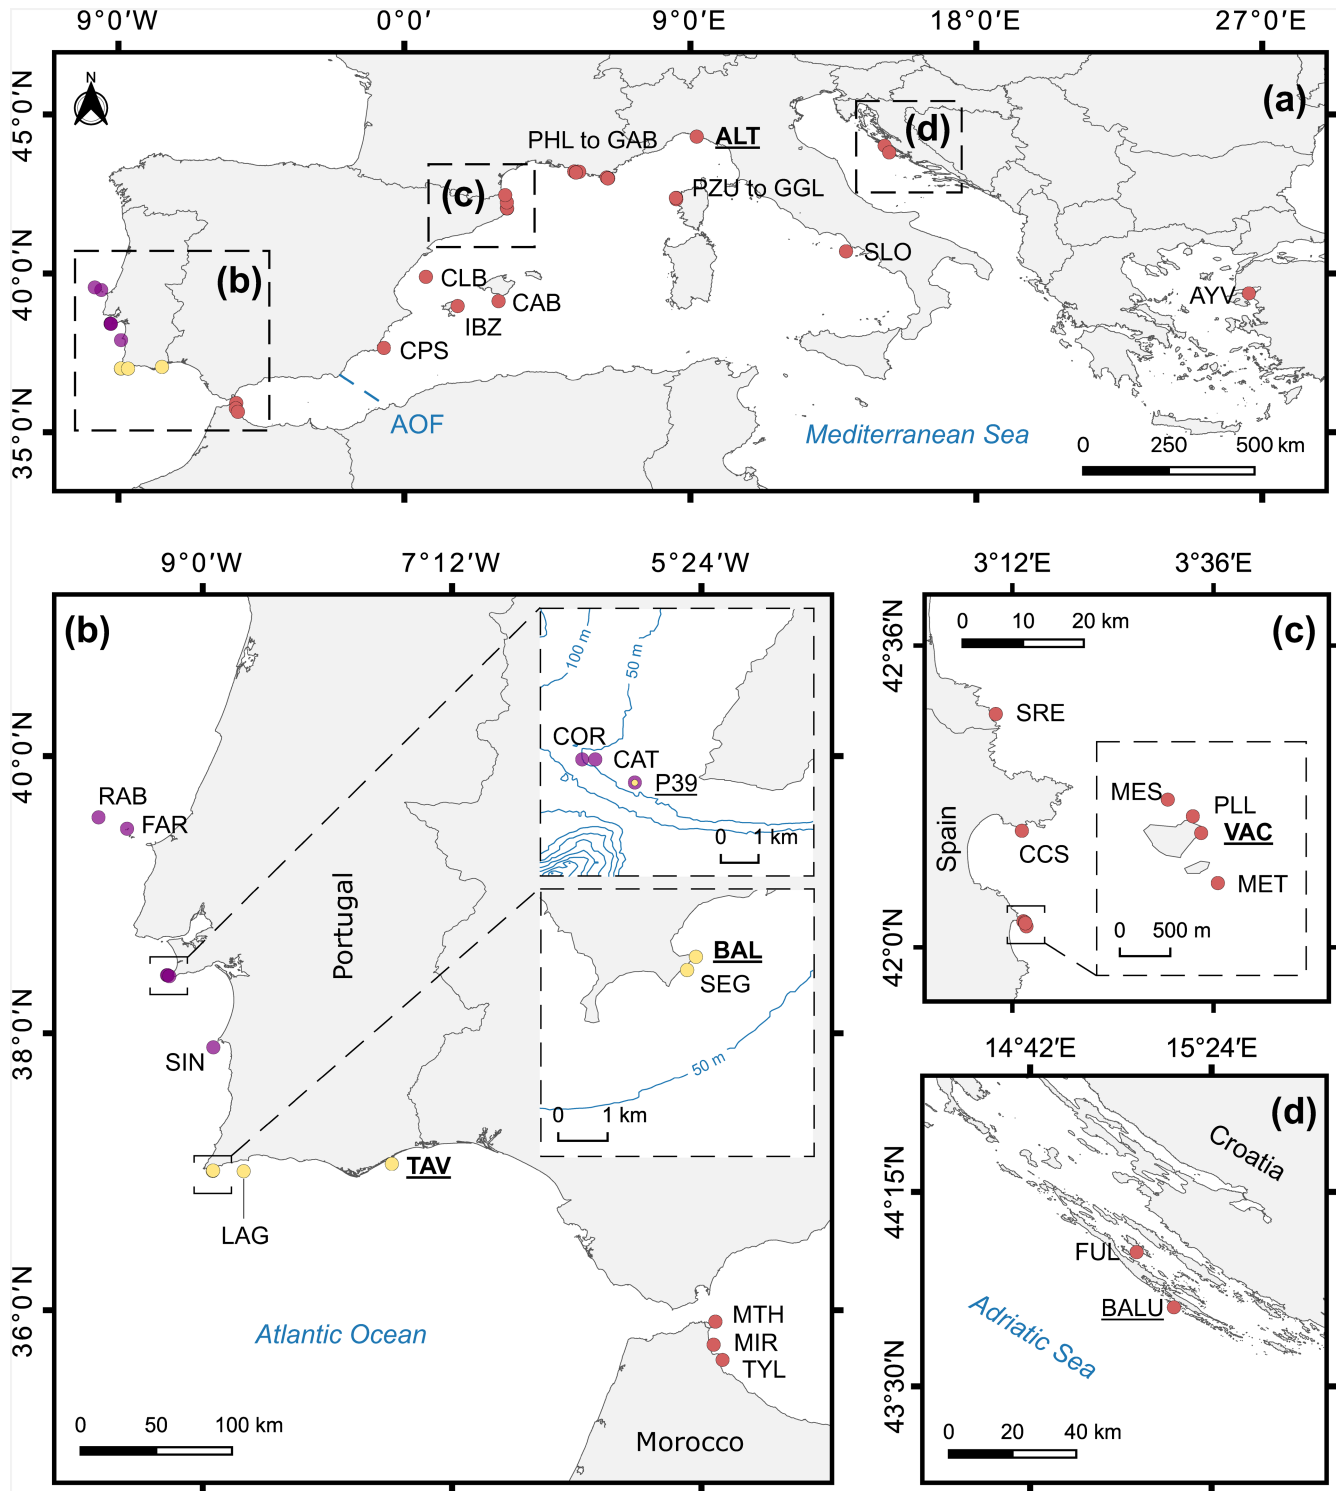 9°0′W
0°0′
9°0′E
18°0′E
27°0′E
45°0′N
40°0′N
35°0′N
N
(a)
(b)
(c)
(d)
PHL to GAB
ALT
PZU to GGL
SLO
CLB
CAB
IBZ
CPS
AYV
AOF
Mediterranean Sea
0 250 500 km
9°0′W
7°12′W
5°24′W
40°0′N
38°0′N
36°0′N
(b)
100 m
50 m
COR
CAT
P39
0 1 km
RAB
FAR
Portugal
BAL
SEG
50 m
0 1 km
SIN
TAV
LAG
MTH
MIR
TYL
Atlantic Ocean
Morocco
0 50 100 km
3°12′E
3°36′E
42°36′N
42°0′N
0 10 20 km
(c)
SRE
Spain
CCS
MES
PLL
VAC
MET
0 500 m
14°42′E
15°24′E
44°15′N
43°30′N
(d)
Croatia
FUL
BALU
Adriatic Sea
0 20 40 km